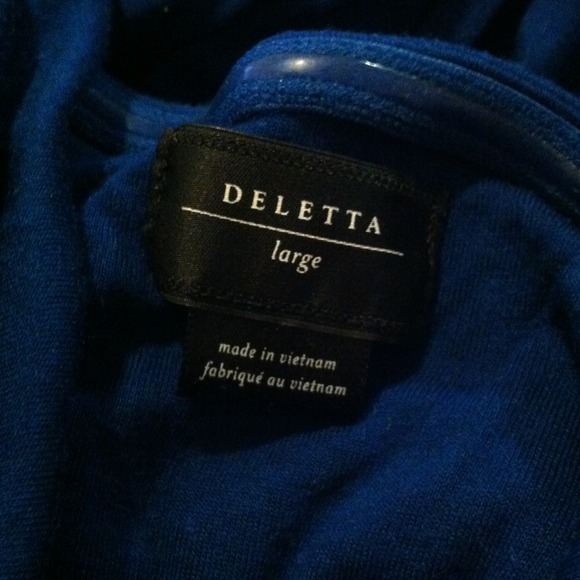 DELETTA
large
made in vietnam
fabriqué au vietnam